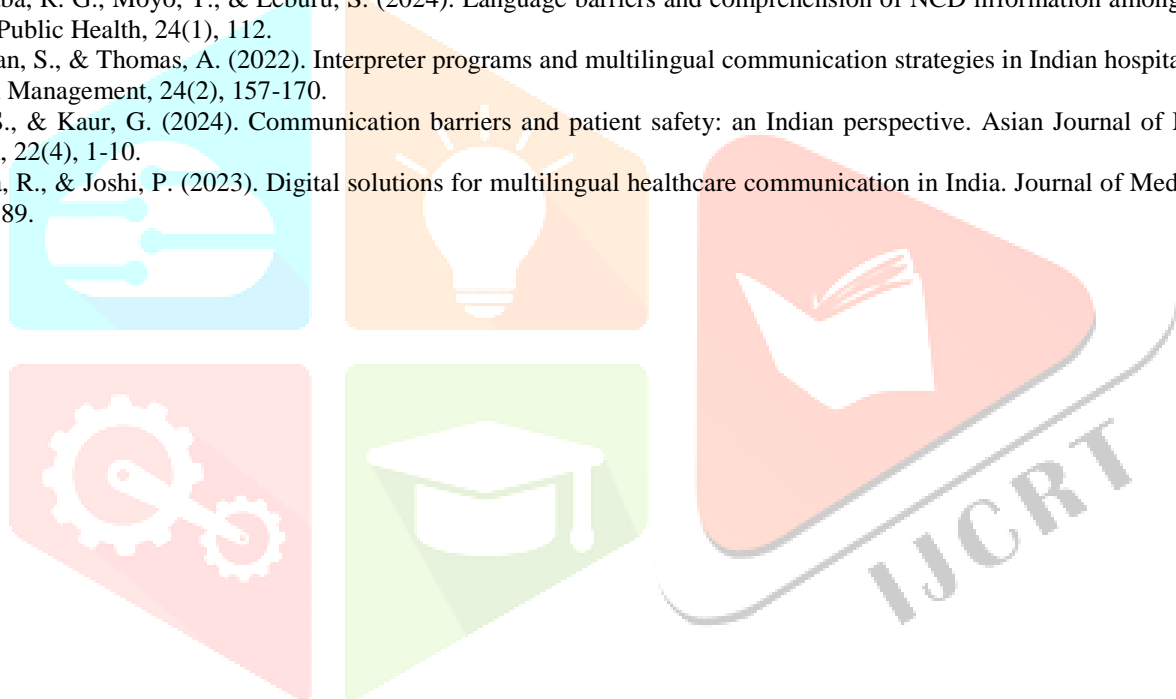 R. G., Moyo, T., & Leburu, S. (2024). Language barriers and comprehension of NCD information among
Public Health, 24(1), 112.
an, S., & Thomas, A. (2022). Interpreter programs and multilingual communication strategies in Indian hospita
Management, 24(2), 157-170.
S., & Kaur, G. (2024). Communication barriers and patient safety: an Indian perspective. Asian Journal of
, 22(4), 1-10.
, R., & Joshi, P. (2023). Digital solutions for multilingual healthcare communication in India. Journal of Med
89.
IJCRT